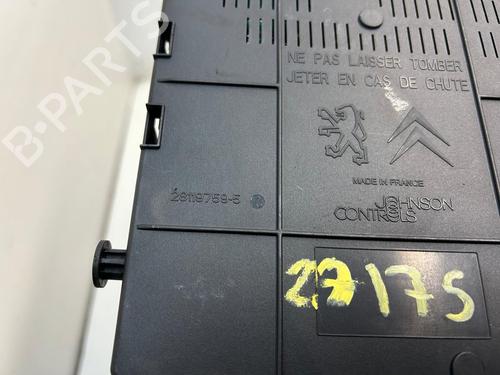 B-PARTS
NE PAS LAISSER TOMBER
JETER EN CAS DE CHUTE
MADE IN FRANCE
28119759-5
JOHNSON
CONTROLS
27175